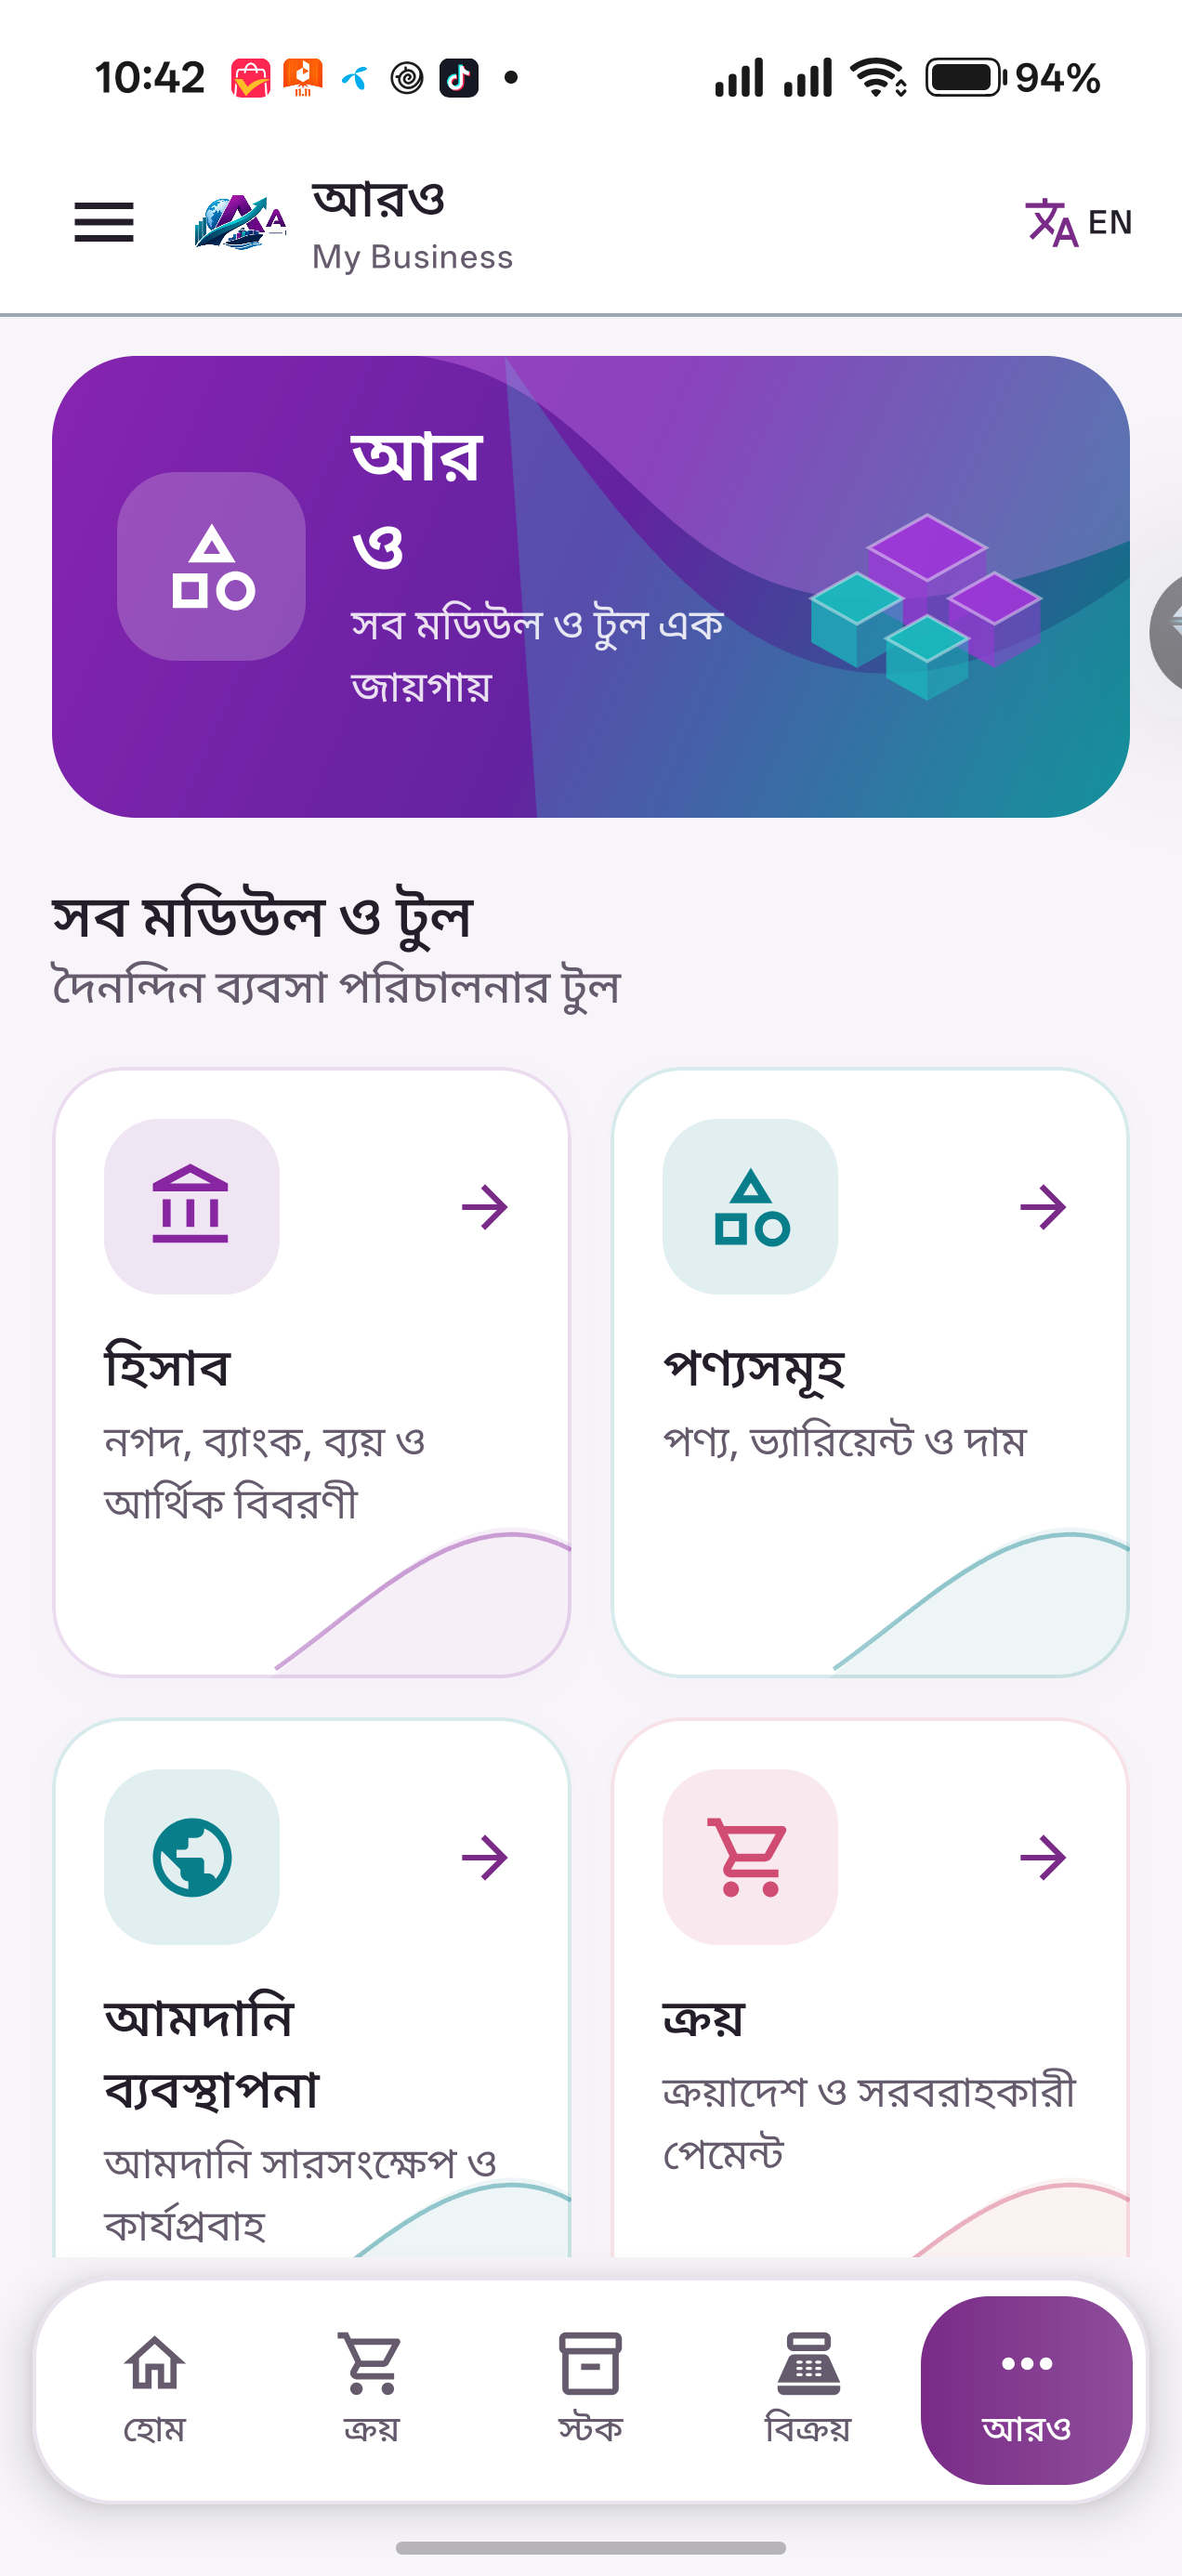 10:42
94%
আরও
My Business
EN
আর
ও
সব মডিউল ও টুল এক
জায়গায়
সব মডিউল ও টুল
দৈনন্দিন ব্যবসা পরিচালনার টুল
হিসাব
নগদ, ব্যাংক, ব্যয় ও
আর্থিক বিবরণী
পণ্যসমূহ
পণ্য, ভ্যারিয়েন্ট ও দাম
আমদানি
ব্যবস্থাপনা
আমদানি সারসংক্ষেপ ও
কার্যপ্রবাহ
ক্রয়
ক্রয়াদেশ ও সরবরাহকারী
পেমেন্ট
হোম
ক্রয়
স্টক
বিক্রয়
আরও